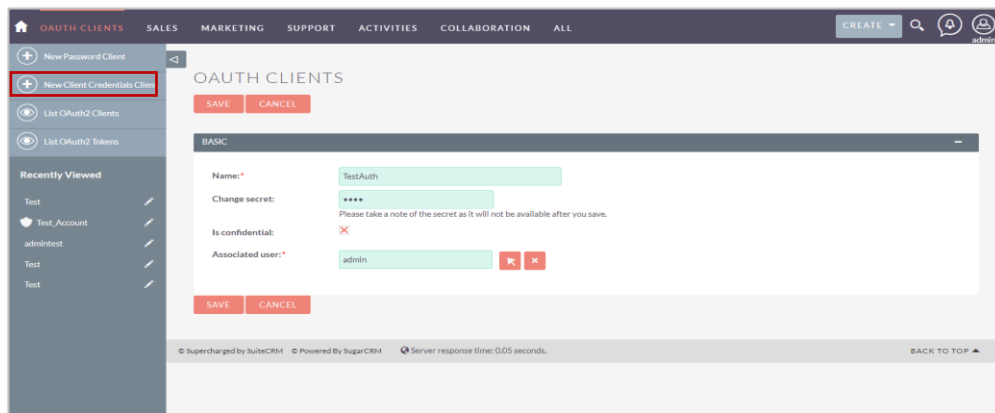 OAUTH CLIENTS SALES MARKETING SUPPORT ACTIVITIES COLLABORATION ALL CREATE admin
New Password Client
New Client Credentials Clien
List OAuth2 Clients
List OAuth2 Tokens
Recently Viewed
Test
Test_Account
admintest
Test
Test
OAUTH CLIENTS
SAVE CANCEL
BASIC
Name:* TestAuth
Change secret: ••••
Please take a note of the secret as it will not be available after you save.
Is confidential:
Associated user:* admin
SAVE CANCEL
© Supercharged by SuiteCRM © Powered By SugarCRM Server response time: 0.05 seconds. BACK TO TOP